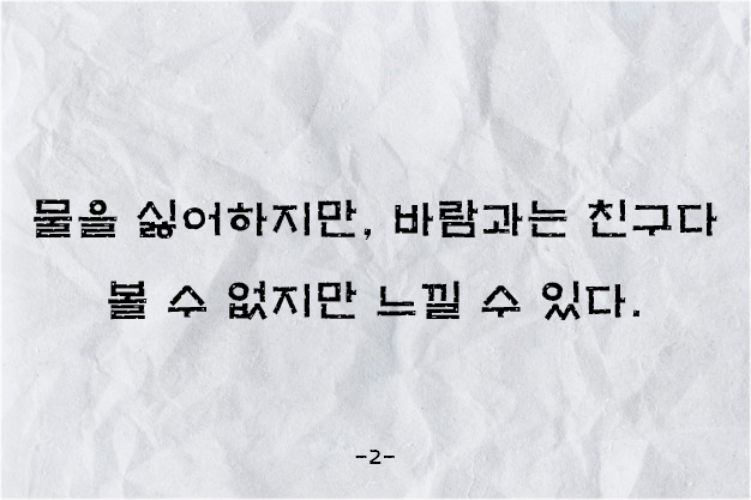 물을 싫어하지만, 바람과는 친구다
볼 수 없지만 느낄 수 있다.
-2-